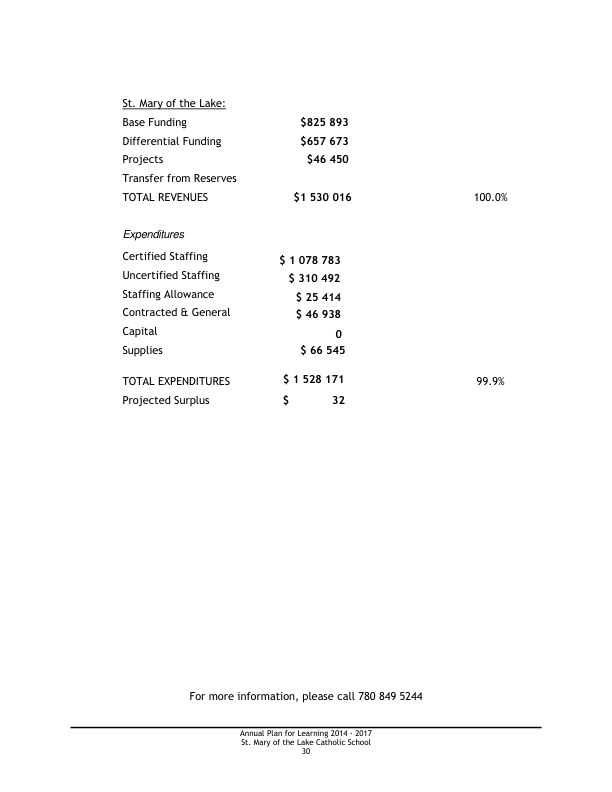 St. Mary of the Lake:
Base Funding $825 893
Differential Funding $657 673
Projects $46 450
Transfer from Reserves
TOTAL REVENUES $1 530 016 100.0%
Expenditures
Certified Staffing $ 1 078 783
Uncertified Staffing $ 310 492
Staffing Allowance $ 25 414
Contracted & General $ 46 938
Capital 0
Supplies $ 66 545
TOTAL EXPENDITURES $ 1 528 171 99.9%
Projected Surplus $ 32
For more information, please call 780 849 5244
Annual Plan for Learning 2014 - 2017
St. Mary of the Lake Catholic School
30